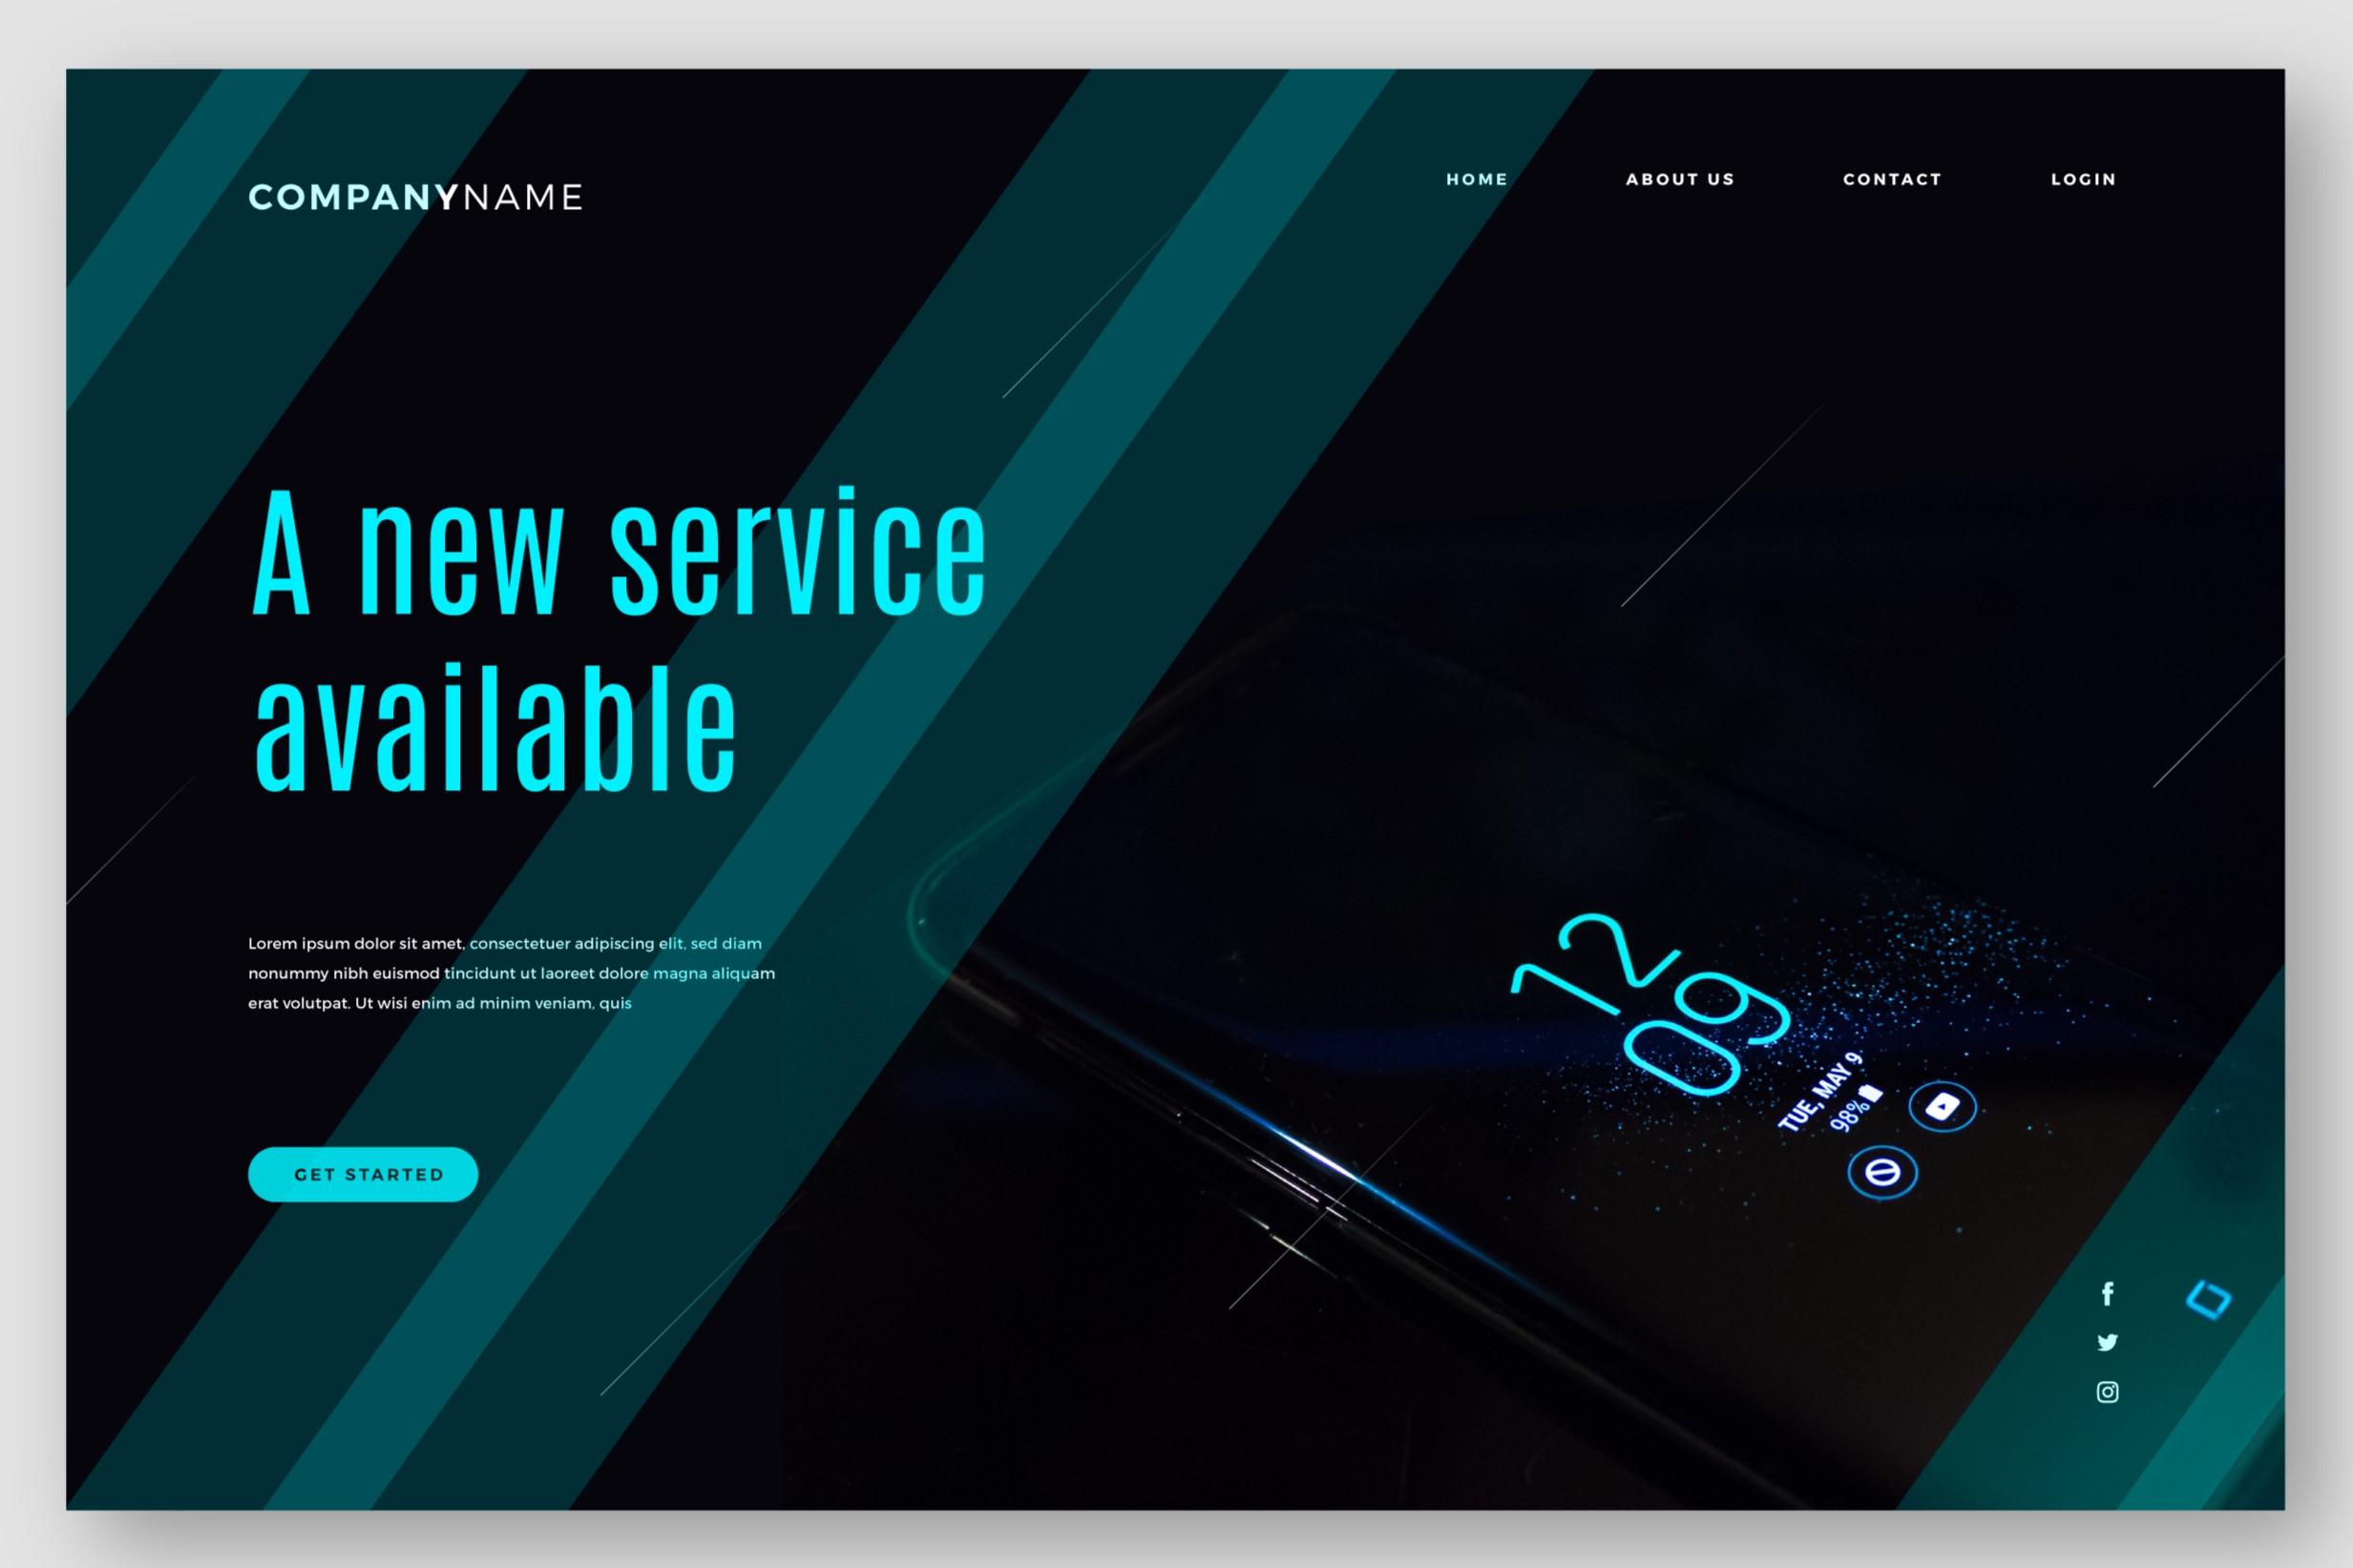 COMPANYNAME
HOME
ABOUT US
CONTACT
LOGIN
A new service
available
Lorem ipsum dolor sit amet, consectetuer adipiscing elit, sed diam
nonummy nibh euismod tincidunt ut laoreet dolore magna aliquam
erat volutpat. Ut wisi enim ad minim veniam, quis
GET STARTED
12
09
TUE, MAY 9
98%